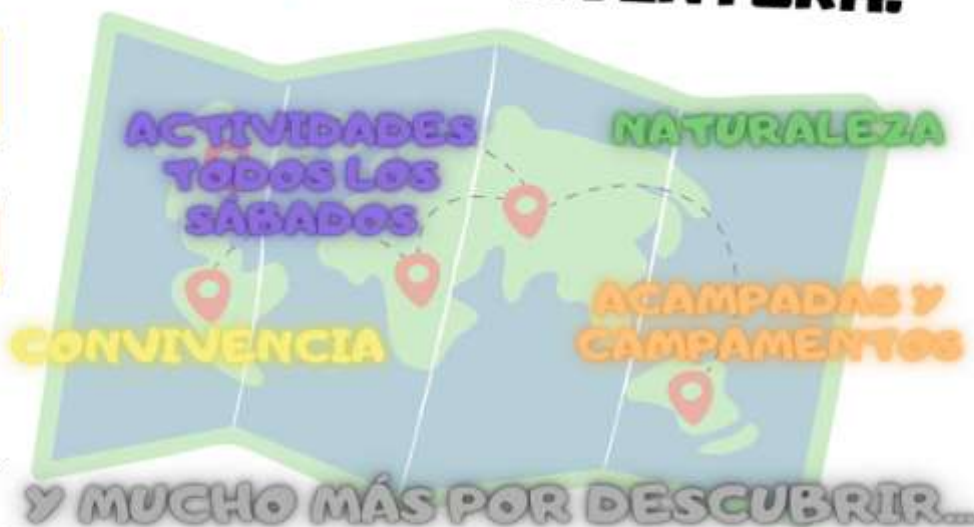 ACTIVIDADES
TODOS LOS
SÁBADOS
NATURALEZA
CONVIVENCIA
ACAMPADAS Y
CAMPAMENTOS
Y MUCHO MÁS POR DESCUBRIR...